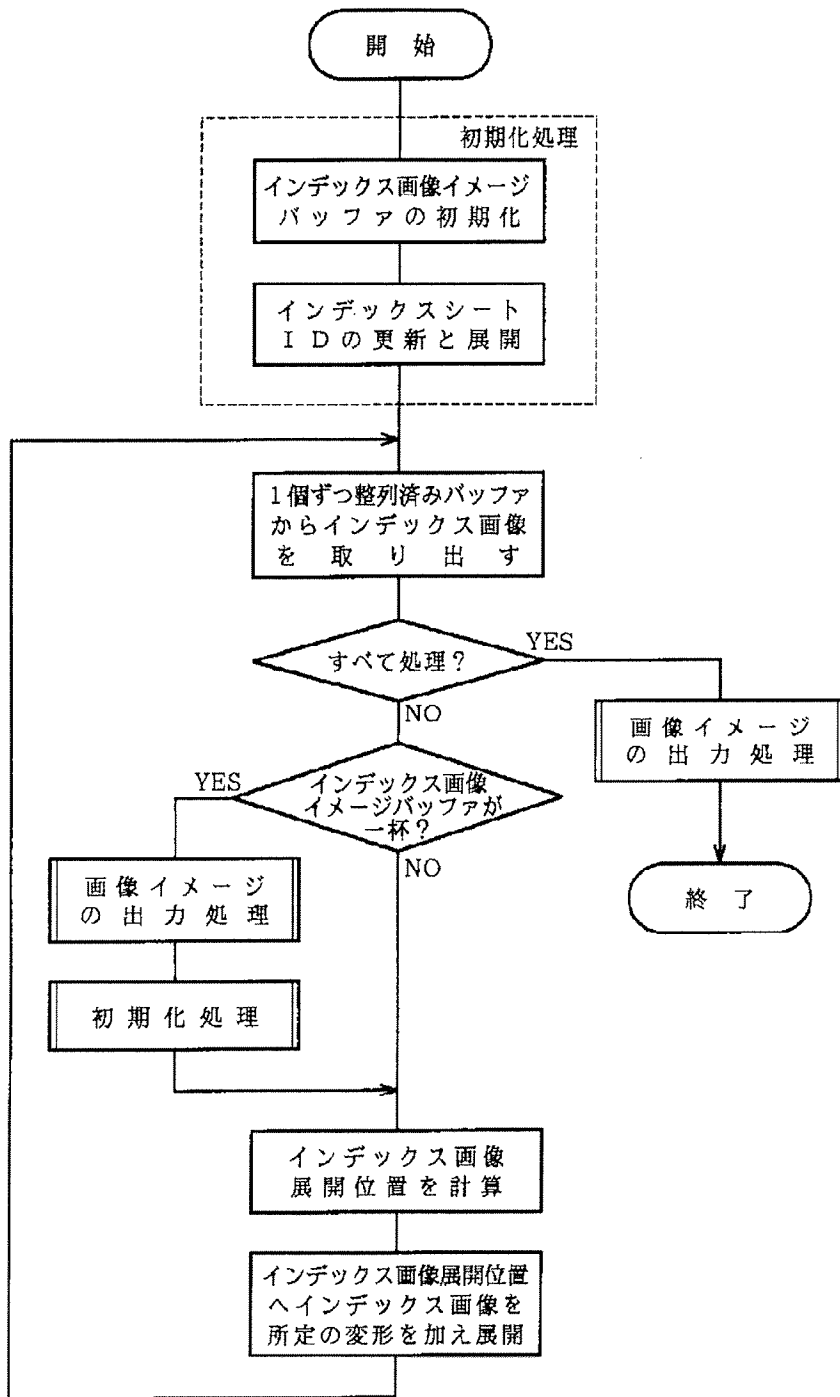 開始
初期化処理
インデックス画像イメージ
バッファの初期化
インデックスシート
IDの更新と展開
1個ずつ整列済みバッファ
からインデックス画像
を取り出す
すべて処理?
YES
NO
画像イメージ
の出力処理
終了
インデックス画像
イメージバッファが
一杯?
YES
NO
画像イメージ
の出力処理
初期化処理
インデックス画像
展開位置を計算
インデックス画像展開位置
へインデックス画像を
所定の変形を加え展開